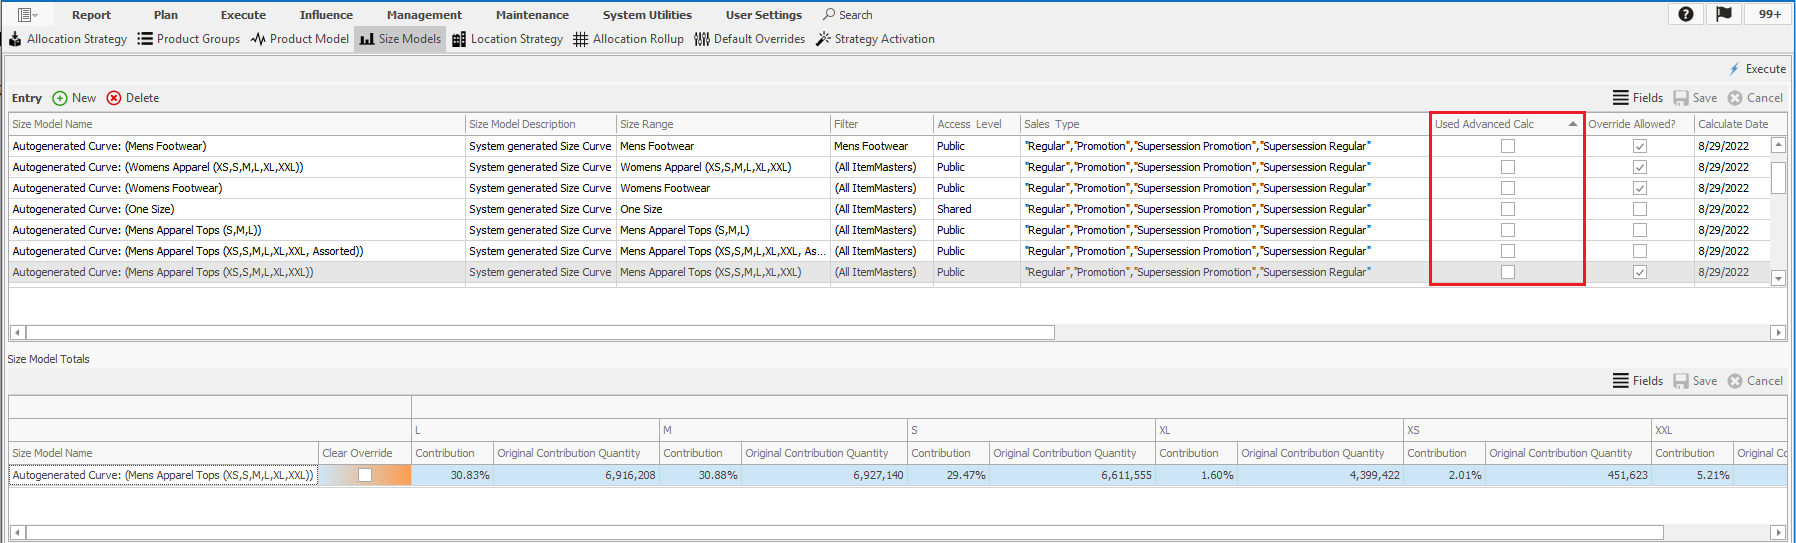 Report Plan Execute Influence Management Maintenance System Utilities User Settings Search 99+
Allocation Strategy Product Groups Product Model Size Models Location Strategy Allocation Rollup Default Overrides Strategy Activation
Execute
Entry New Delete Fields Save Cancel
Size Model Name Size Model Description Size Range Filter Access Level Sales Type Used Advanced Calc Override Allowed? Calculate Date
Autogenerated Curve: (Mens Footwear) System generated Size Curve Mens Footwear Mens Footwear Public "Regular","Promotion","Supersession Promotion","Supersession Regular" 8/29/2022
Autogenerated Curve: (Womens Apparel (XS,S,M,L,XL,XXL)) System generated Size Curve Womens Apparel (XS,S,M,L,XL,XXL) (All ItemMasters) Public "Regular","Promotion","Supersession Promotion","Supersession Regular" 8/29/2022
Autogenerated Curve: (Womens Footwear) System generated Size Curve Womens Footwear (All ItemMasters) Public "Regular","Promotion","Supersession Promotion","Supersession Regular" 8/29/2022
Autogenerated Curve: (One Size) System generated Size Curve One Size (All ItemMasters) Shared "Regular","Promotion","Supersession Promotion","Supersession Regular" 8/29/2022
Autogenerated Curve: (Mens Apparel Tops (S,M,L)) System generated Size Curve Mens Apparel Tops (S,M,L) (All ItemMasters) Public "Regular","Promotion","Supersession Promotion","Supersession Regular" 8/29/2022
Autogenerated Curve: (Mens Apparel Tops (XS,S,M,L,XL,XXL, Assorted)) System generated Size Curve Mens Apparel Tops (XS,S,M,L,XL,XXL, As... (All ItemMasters) Public "Regular","Promotion","Supersession Promotion","Supersession Regular" 8/29/2022
Autogenerated Curve: (Mens Apparel Tops (XS,S,M,L,XL,XXL)) System generated Size Curve Mens Apparel Tops (XS,S,M,L,XL,XXL) (All ItemMasters) Public "Regular","Promotion","Supersession Promotion","Supersession Regular" 8/29/2022
Size Model Totals
Fields Save Cancel
L M S XL XS XXL
Size Model Name Clear Override Contribution Original Contribution Quantity Contribution Original Contribution Quantity Contribution Original Contribution Quantity Contribution Original Contribution Quantity Contribution Original Contribution Quantity Contribution Original Co
Autogenerated Curve: (Mens Apparel Tops (XS,S,M,L,XL,XXL)) 30.83% 6,916,208 30.88% 6,927,140 29.47% 6,611,555 1.60% 4,399,422 2.01% 451,623 5.21%